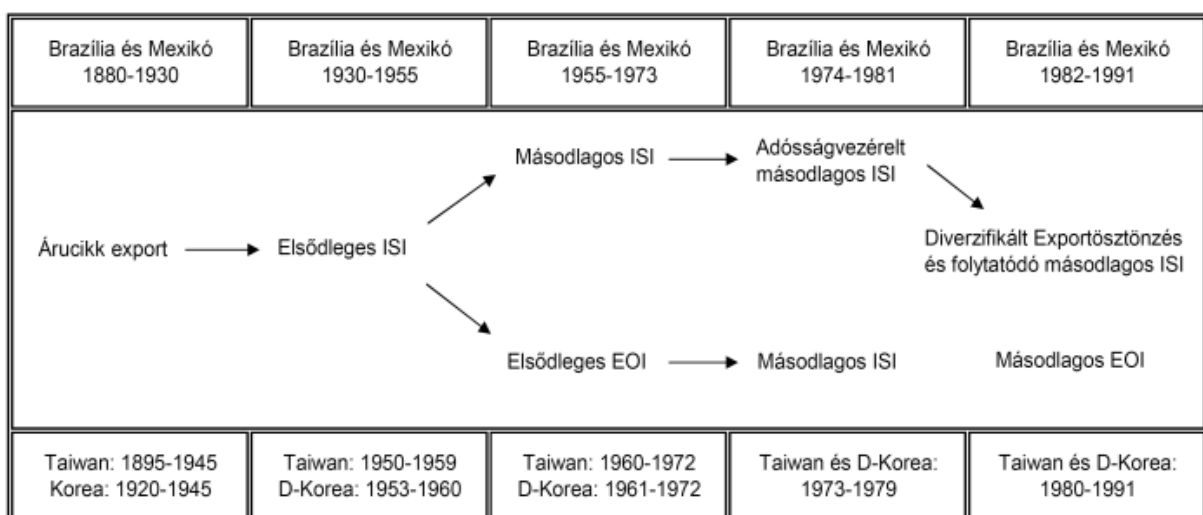 Brazília és Mexikó
1880-1930
Brazília és Mexikó
1930-1955
Brazília és Mexikó
1955-1973
Brazília és Mexikó
1974-1981
Brazília és Mexikó
1982-1991
Másodlagos ISI
Adósságvezérelt
másodlagos ISI
Árucikk export
Elsődleges ISI
Diverzifikált Exportösztönzés
és folytatódó másodlagos ISI
Elsődleges EOI
Másodlagos ISI
Másodlagos EOI
Taiwan: 1895-1945
Korea: 1920-1945
Taiwan: 1950-1959
D-Korea: 1953-1960
Taiwan: 1960-1972
D-Korea: 1961-1972
Taiwan és D-Korea:
1973-1979
Taiwan és D-Korea:
1980-1991